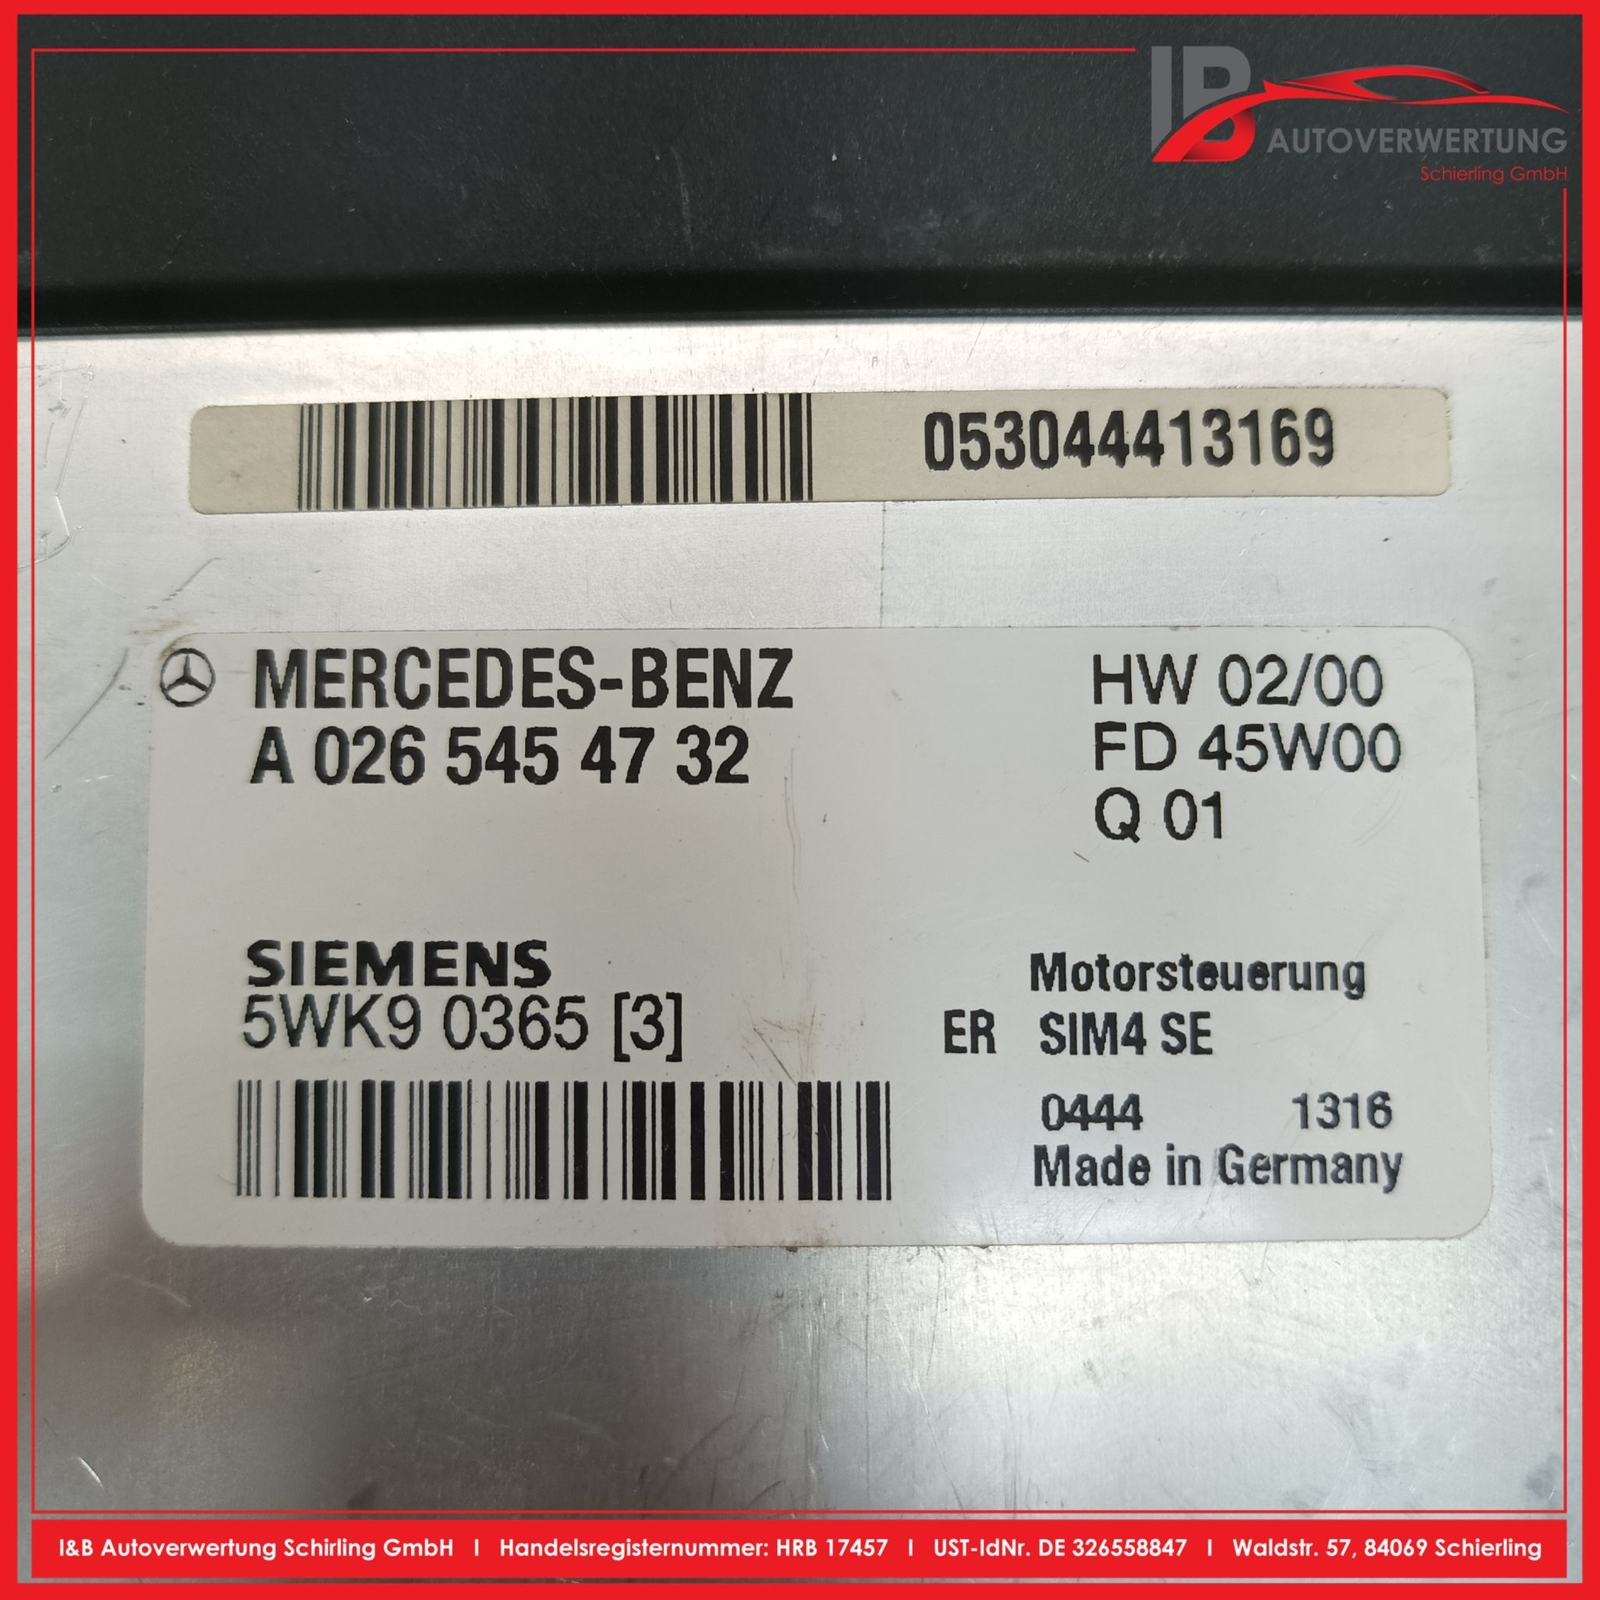 IB
AUTOVERWERTUNG
Schierling GmbH
053044413169
MERCEDES-BENZ
A 026 545 47 32
HW 02/00
FD 45W00
Q 01
SIEMENS
5WK9 0365 [3]
Motorsteuerung
ER SIM4 SE
0444 1316
Made in Germany
I&B Autoverwertung Schirling GmbH I Handelsregisternummer: HRB 17457 I UST-IdNr. DE 326558847 I Waldstr. 57, 84069 Schierling